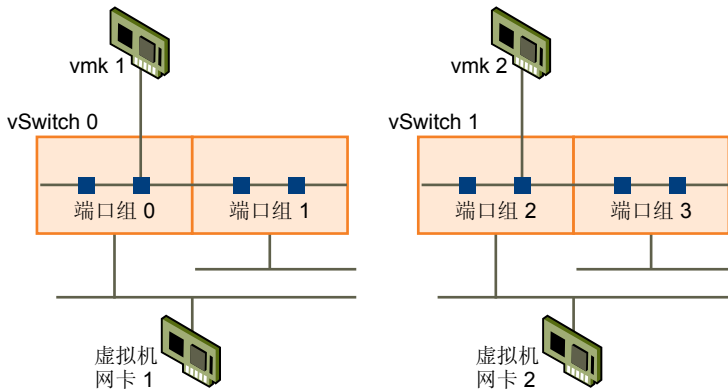 vmk 1
vmk 2
vSwitch 0
vSwitch 1
端口组 0
端口组 1
端口组 2
端口组 3
虚拟机
网卡 1
虚拟机
网卡 2